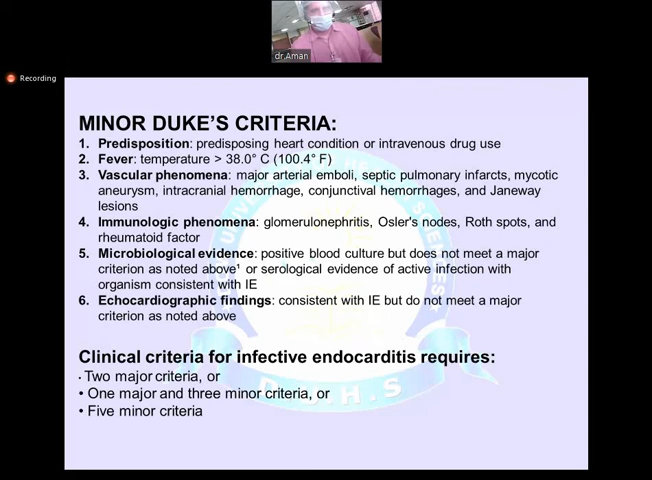 dr.Aman
Recording
MINOR DUKE'S CRITERIA:
1. Predisposition: predisposing heart condition or intravenous drug use
2. Fever: temperature > 38.0° C (100.4° F)
3. Vascular phenomena: major arterial emboli, septic pulmonary infarcts, mycotic
aneurysm, intracranial hemorrhage, conjunctival hemorrhages, and Janeway
lesions
4. Immunologic phenomena: glomerulonephritis, Osler's nodes, Roth spots, and
rheumatoid factor
5. Microbiological evidence: positive blood culture but does not meet a major
criterion as noted above¹ or serological evidence of active infection with
organism consistent with IE
6. Echocardiographic findings: consistent with IE but do not meet a major
criterion as noted above
Clinical criteria for infective endocarditis requires:
· Two major criteria, or
• One major and three minor criteria, or
• Five minor criteria